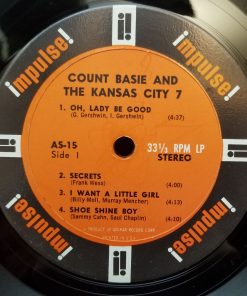 impulse!
COUNT BASIE AND
THE KANSAS CITY 7
1. OH, LADY BE GOOD
(G. Gershwin, I. Gershwin) (4:37)
AS-15 33⅓ RPM LP
Side 1 STEREO
2. SECRETS
(Frank Wess) (4:00)
3. I WANT A LITTLE GIRL
(Billy Moll, Murray Mencher) (4:13)
4. SHOE SHINE BOY
(Sammy Cahn, Saul Chaplin) (4:10)
impulse!
impulse!
impulse!